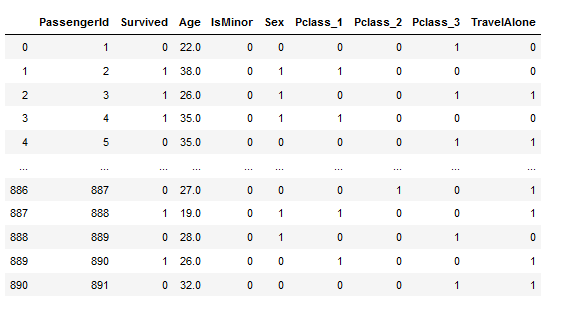 PassengerId Survived Age IsMinor Sex Pclass_1 Pclass_2 Pclass_3 TravelAlone
0 1 0 22.0 0 0 0 0 1 0
1 2 1 38.0 0 1 1 0 0 0
2 3 1 26.0 0 1 0 0 1 1
3 4 1 35.0 0 1 1 0 0 0
4 5 0 35.0 0 0 0 0 1 1
... ... ... ... ... ... ... ... ... ...
886 887 0 27.0 0 0 0 1 0 1
887 888 1 19.0 0 1 1 0 0 1
888 889 0 28.0 0 1 0 0 1 0
889 890 1 26.0 0 0 1 0 0 1
890 891 0 32.0 0 0 0 0 1 1